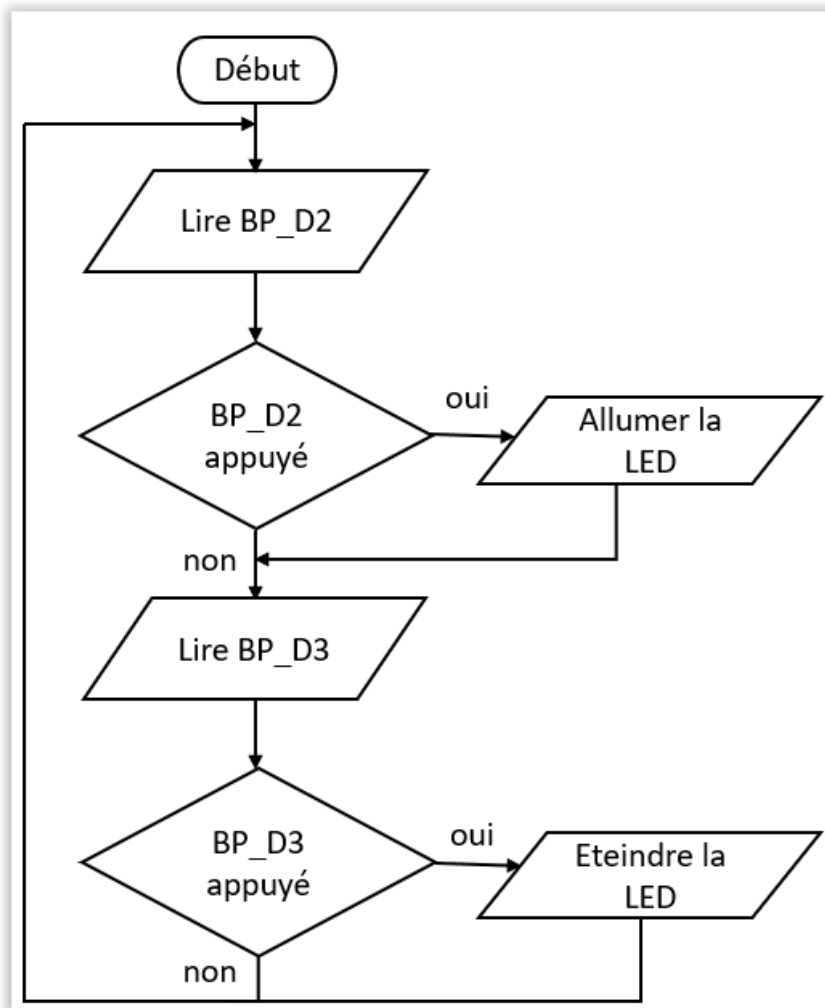 Début
Lire BP_D2
BP_D2
appuyé
oui
Allumer la
LED
non
Lire BP_D3
BP_D3
appuyé
oui
Eteindre la
LED
non